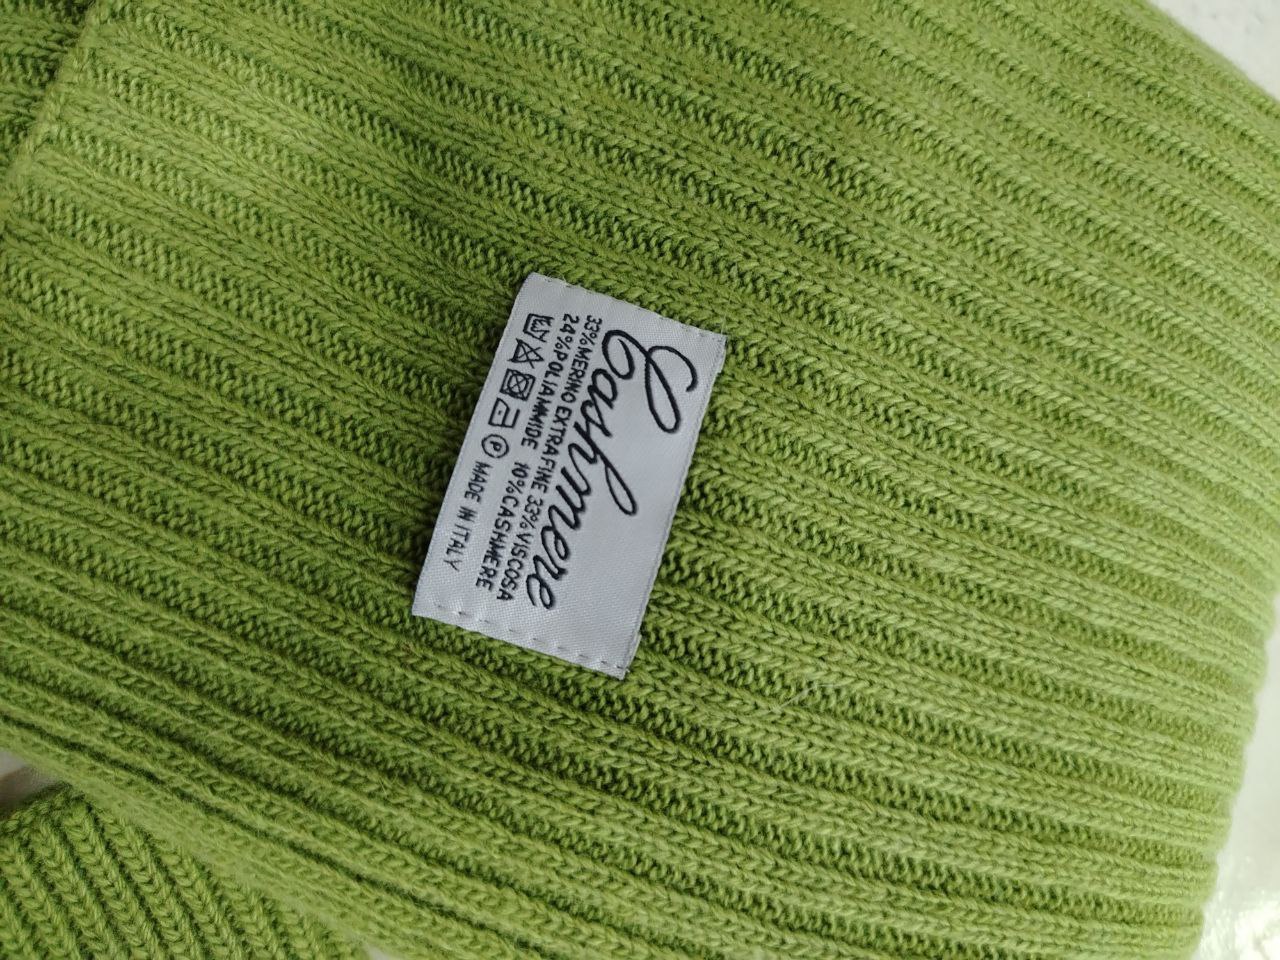 Cashmere
33%MERINO EXTRAFINE 33%VISCOSA
24%POLIAMMIDE 10%CASHMERE
P MADE IN ITALY